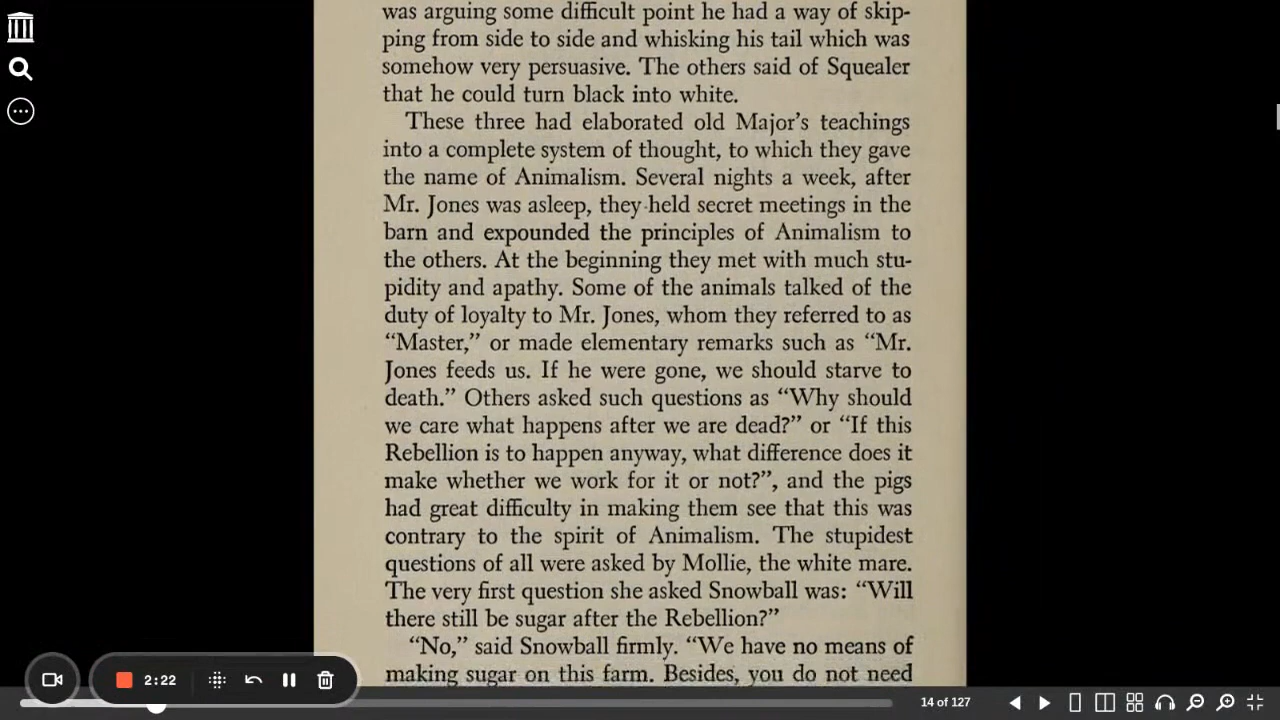 was arguing some difficult point he had a way of skip-
ping from side to side and whisking his tail which was
somehow very persuasive. The others said of Squealer
that he could turn black into white.
These three had elaborated old Major's teachings
into a complete system of thought, to which they gave
the name of Animalism. Several nights a week, after
Mr. Jones was asleep, they held secret meetings in the
barn and expounded the principles of Animalism to
the others. At the beginning they met with much stu-
pidity and apathy. Some of the animals talked of the
duty of loyalty to Mr. Jones, whom they referred to as
“Master,” or made elementary remarks such as “Mr.
Jones feeds us. If he were gone, we should starve to
death.” Others asked such questions as “Why should
we care what happens after we are dead?” or “If this
Rebellion is to happen anyway, what difference does it
make whether we work for it or not?”, and the pigs
had great difficulty in making them see that this was
contrary to the spirit of Animalism. The stupidest
questions of all were asked by Mollie, the white mare.
The very first question she asked Snowball was: “Will
there still be sugar after the Rebellion?”
“No,” said Snowball firmly. “We have no means of
making sugar on this farm. Besides, you do not need
2:22
14 of 127